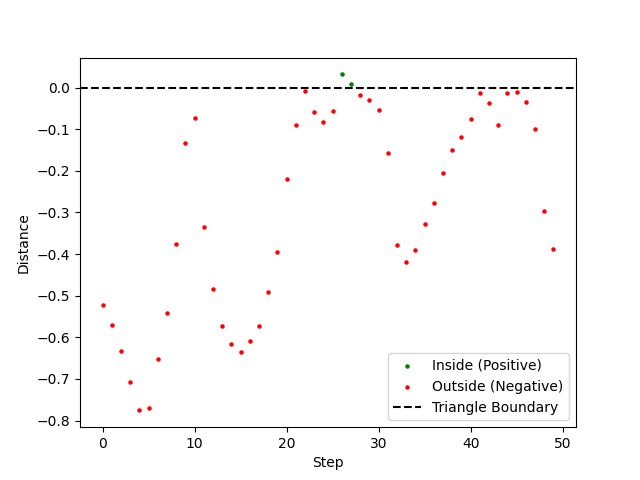 0.0
−0.1
−0.2
−0.3
−0.4
−0.5
−0.6
−0.7
−0.8
Distance
Inside (Positive)
Outside (Negative)
Triangle Boundary
0 10 20 30 40 50
Step